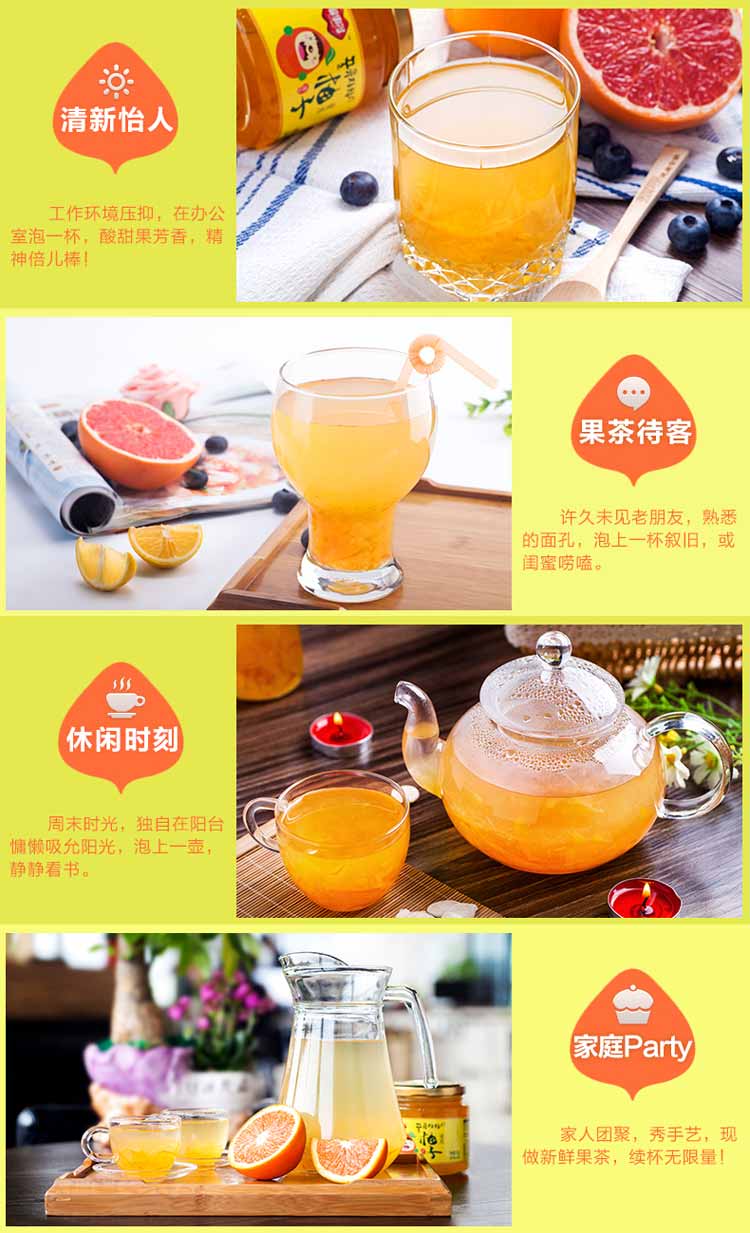 清新怡人
工作环境压抑，在办公
室泡一杯，酸甜果芳香，精
神倍儿棒！
柚子
果茶待客
许久未见老朋友，熟悉
的面孔，泡上一杯叙旧，或
闺蜜唠嗑。
休闲时刻
周末时光，独自在阳台
慵懒吸允阳光，泡上一壶，
静静看书。
家庭Party
家人团聚，秀手艺，现
做新鲜果茶，续杯无限量！
柚子